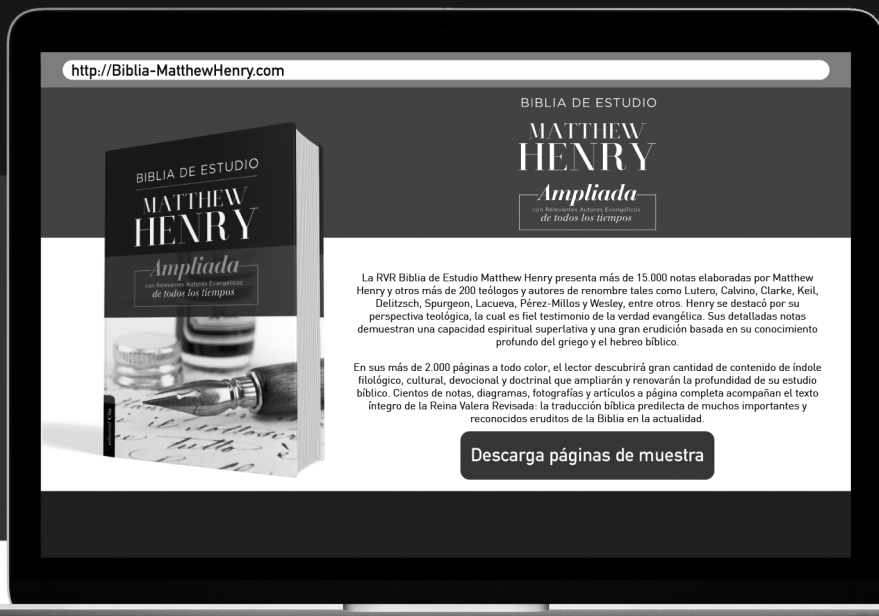 http://Biblia-MatthewHenry.com
BIBLIA DE ESTUDIO
MATTHEW
HENRY
Ampliada
con Relevantes Autores Evangélicos
de todos los tiempos
BIBLIA DE ESTUDIO
MATTHEW
HENRY
Ampliada
con Relevantes Autores Evangélicos
de todos los tiempos
editorial Clie
La RVR Biblia de Estudio Matthew Henry presenta más de 15.000 notas elaboradas por Matthew
Henry y otros más de 200 teólogos y autores de renombre tales como Lutero, Calvino, Clarke, Keil,
Delitzsch, Spurgeon, Lacueva, Pérez-Millos y Wesley, entre otros. Henry se destacó por su
perspectiva teológica, la cual es fiel testimonio de la verdad evangélica. Sus detalladas notas
demuestran una capacidad espiritual superlativa y una gran erudición basada en su conocimiento
profundo del griego y el hebreo bíblico.
En sus más de 2.000 páginas a todo color, el lector descubrirá gran cantidad de contenido de índole
filológico, cultural, devocional y doctrinal que ampliarán y renovarán la profundidad de su estudio
bíblico. Cientos de notas, diagramas, fotografías y artículos a página completa acompañan el texto
íntegro de la Reina Valera Revisada: la traducción bíblica predilecta de muchos importantes y
reconocidos eruditos de la Biblia en la actualidad.
Descarga páginas de muestra